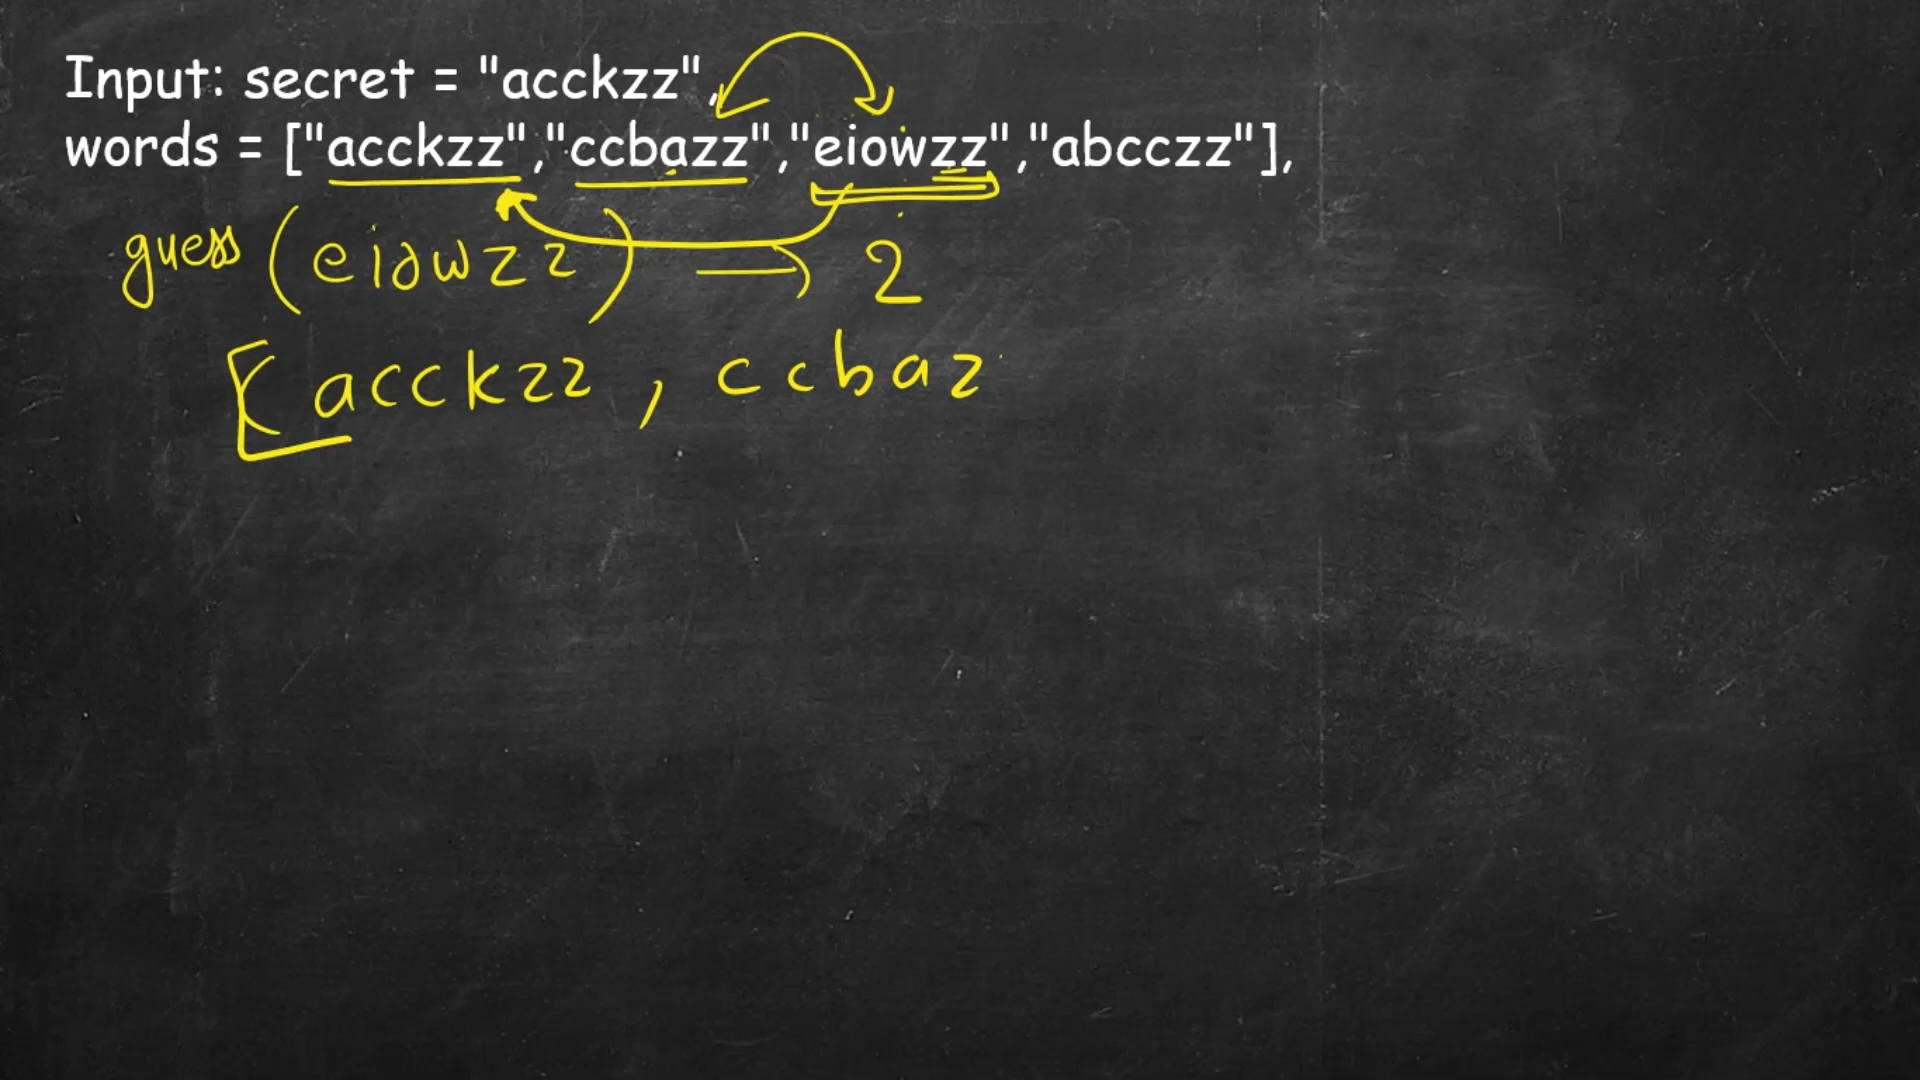 Input: secret = "acckzz",
words = ["acckzz","ccbazz","eiowzz","abcczz"],
guess (eiowzz) → 2
[ acckzz , ccbaz